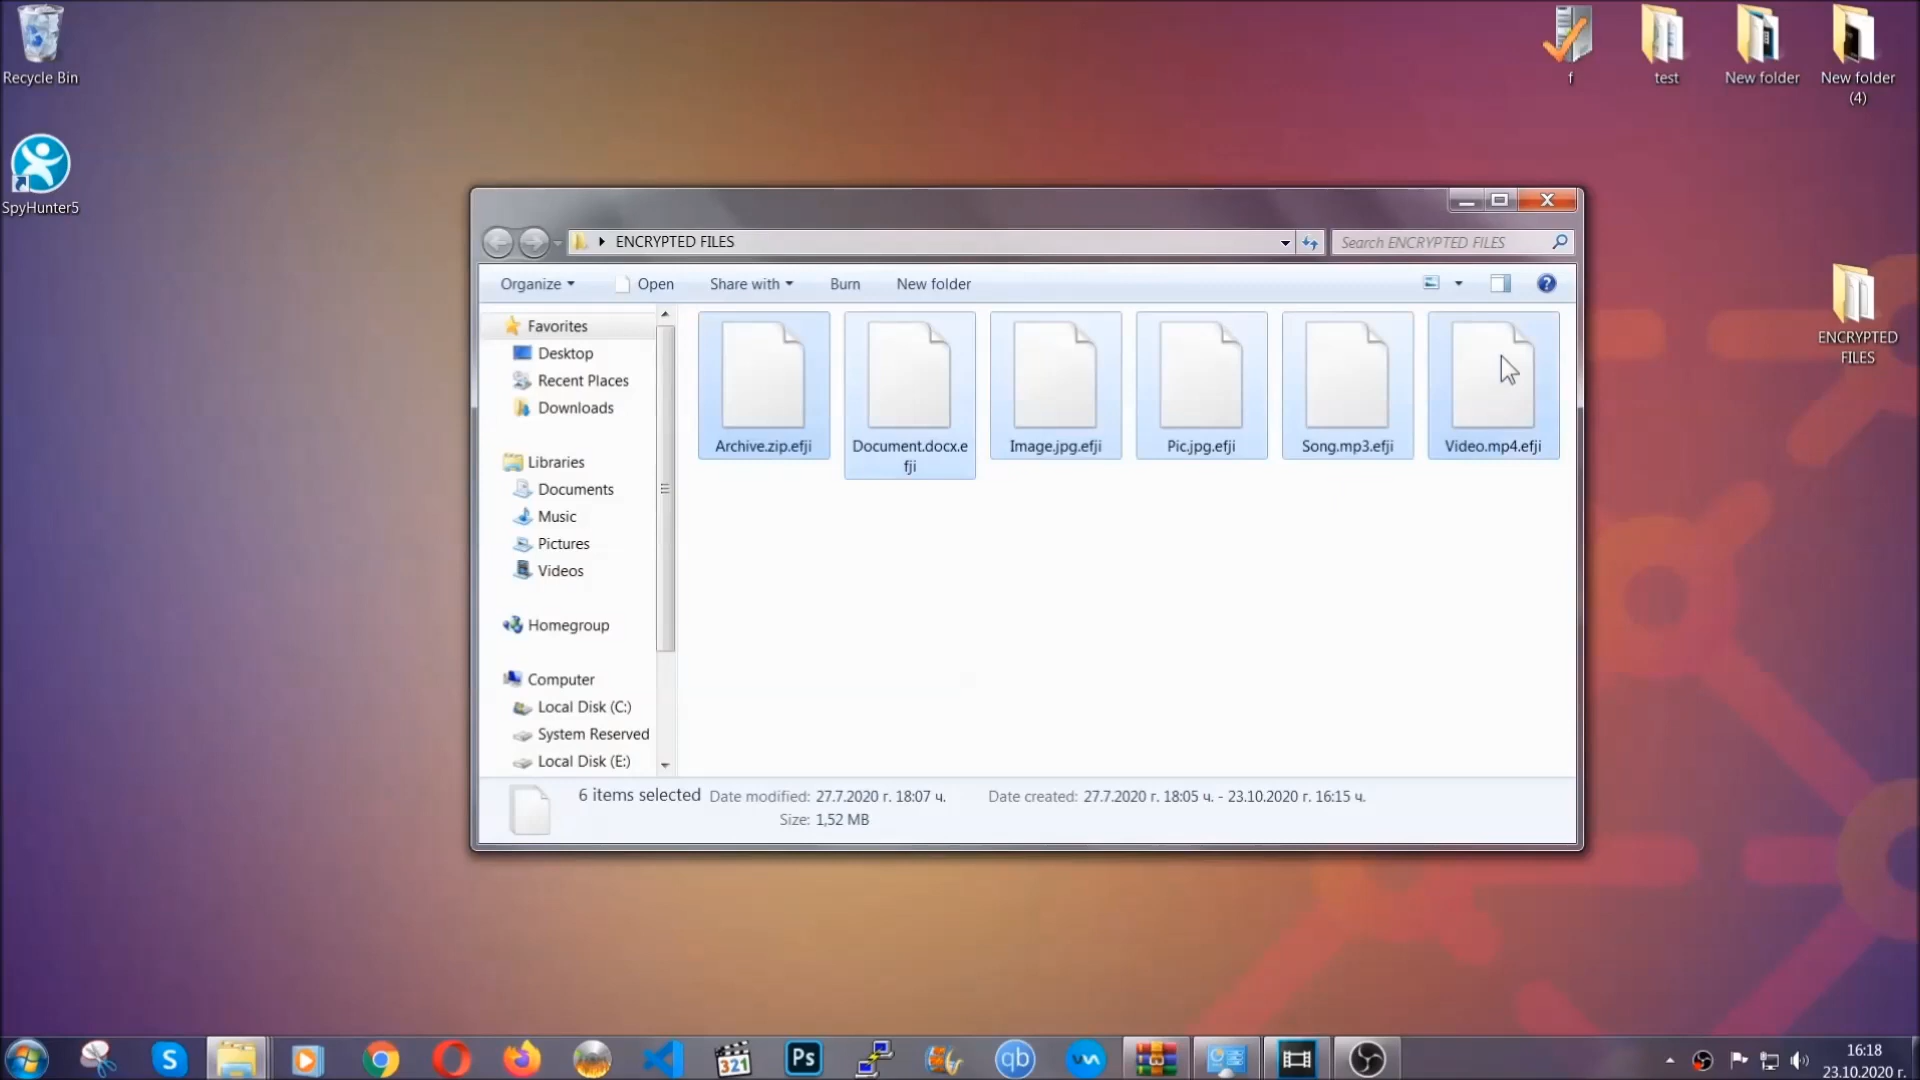 Recycle Bin
SpyHunter5
f
test
New folder
New folder
(4)
ENCRYPTED
FILES
ENCRYPTED FILES
Search ENCRYPTED FILES
Organize
Open
Share with
Burn
New folder
Favorites
Desktop
Recent Places
Downloads
Libraries
Documents
Music
Pictures
Videos
Homegroup
Computer
Local Disk (C:)
System Reserved
Local Disk (E:)
Archive.zip.efji
Document.docx.e
fji
Image.jpg.efji
Pic.jpg.efji
Song.mp3.efji
Video.mp4.efji
6 items selected Date modified: 27.7.2020 г. 18:07 ч. Date created: 27.7.2020 г. 18:05 ч. - 23.10.2020 г. 16:15 ч.
Size: 1,52 MB
S
321
Ps
qb
16:18
23.10.2020 г.